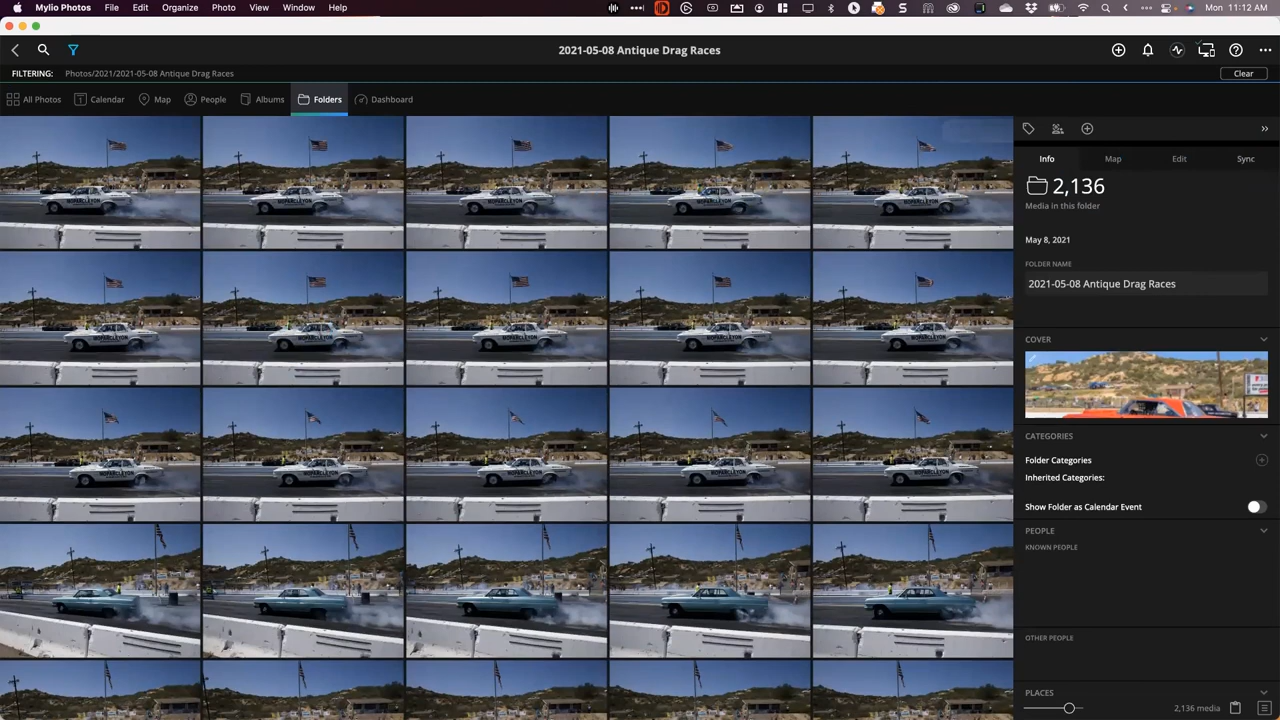 Mylio Photos File Edit Organize Photo View Window Help Mon 11:12 AM
2021-05-08 Antique Drag Races
FILTERING: Photos/2021/2021-05-08 Antique Drag Races Clear
All Photos Calendar Map People Albums Folders Dashboard
Info Map Edit Sync
2,136
Media in this folder
May 8, 2021
FOLDER NAME
2021-05-08 Antique Drag Races
COVER
CATEGORIES
Folder Categories
Inherited Categories:
Show Folder as Calendar Event
PEOPLE
KNOWN PEOPLE
OTHER PEOPLE
PLACES
2,136 media